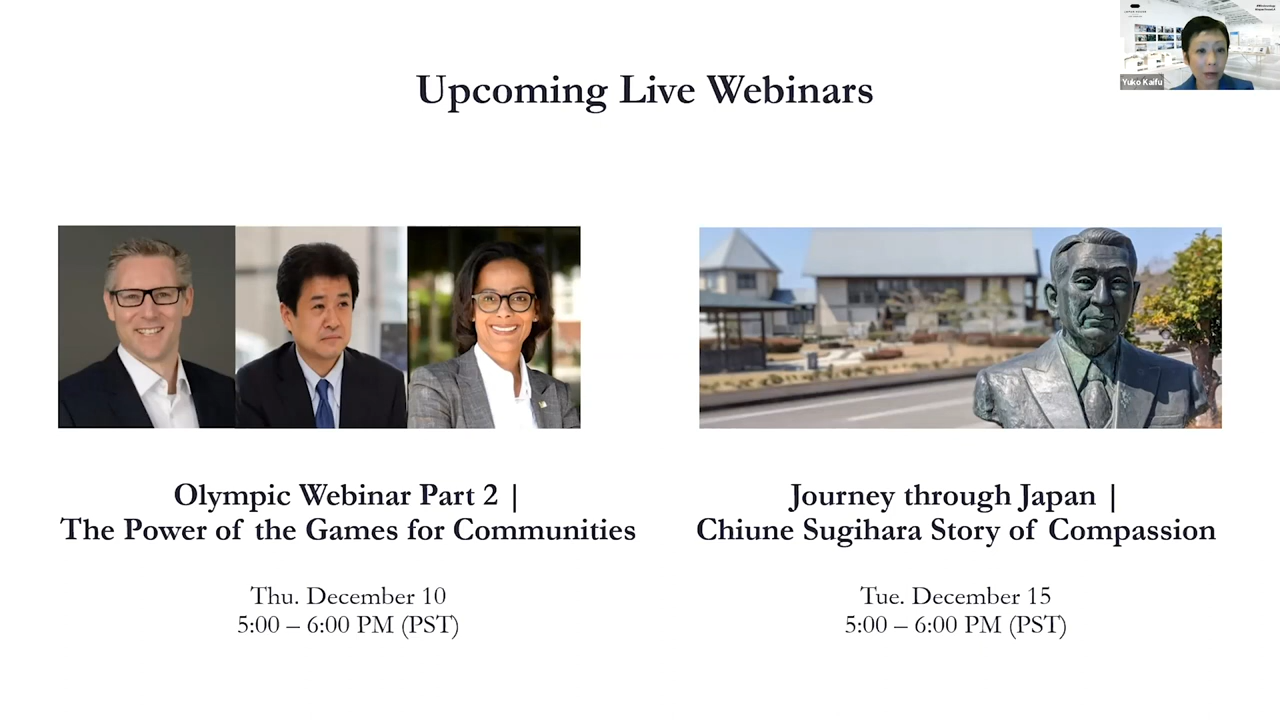 Upcoming Live Webinars
Yuko Kaifu
Olympic Webinar Part 2 |
The Power of the Games for Communities
Thu. December 10
5:00 – 6:00 PM (PST)
Journey through Japan |
Chiune Sugihara Story of Compassion
Tue. December 15
5:00 – 6:00 PM (PST)